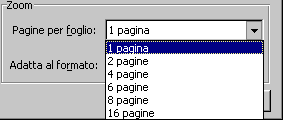 Zoom
Pagine per foglio: 1 pagina
1 pagina
2 pagine
4 pagine
Adatta al formato:
6 pagine
8 pagine
16 pagine